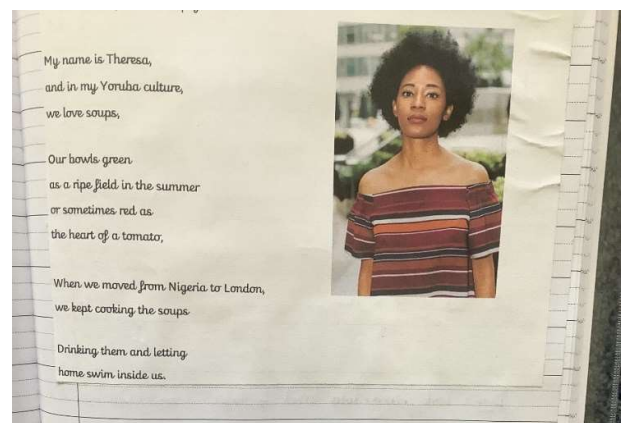 My name is Theresa,
and in my Yoruba culture,
we love soups,
Our bowls green
as a ripe field in the summer
or sometimes red as
the heart of a tomato,
When we moved from Nigeria to London,
we kept cooking the soups
Drinking them and letting
home swim inside us.